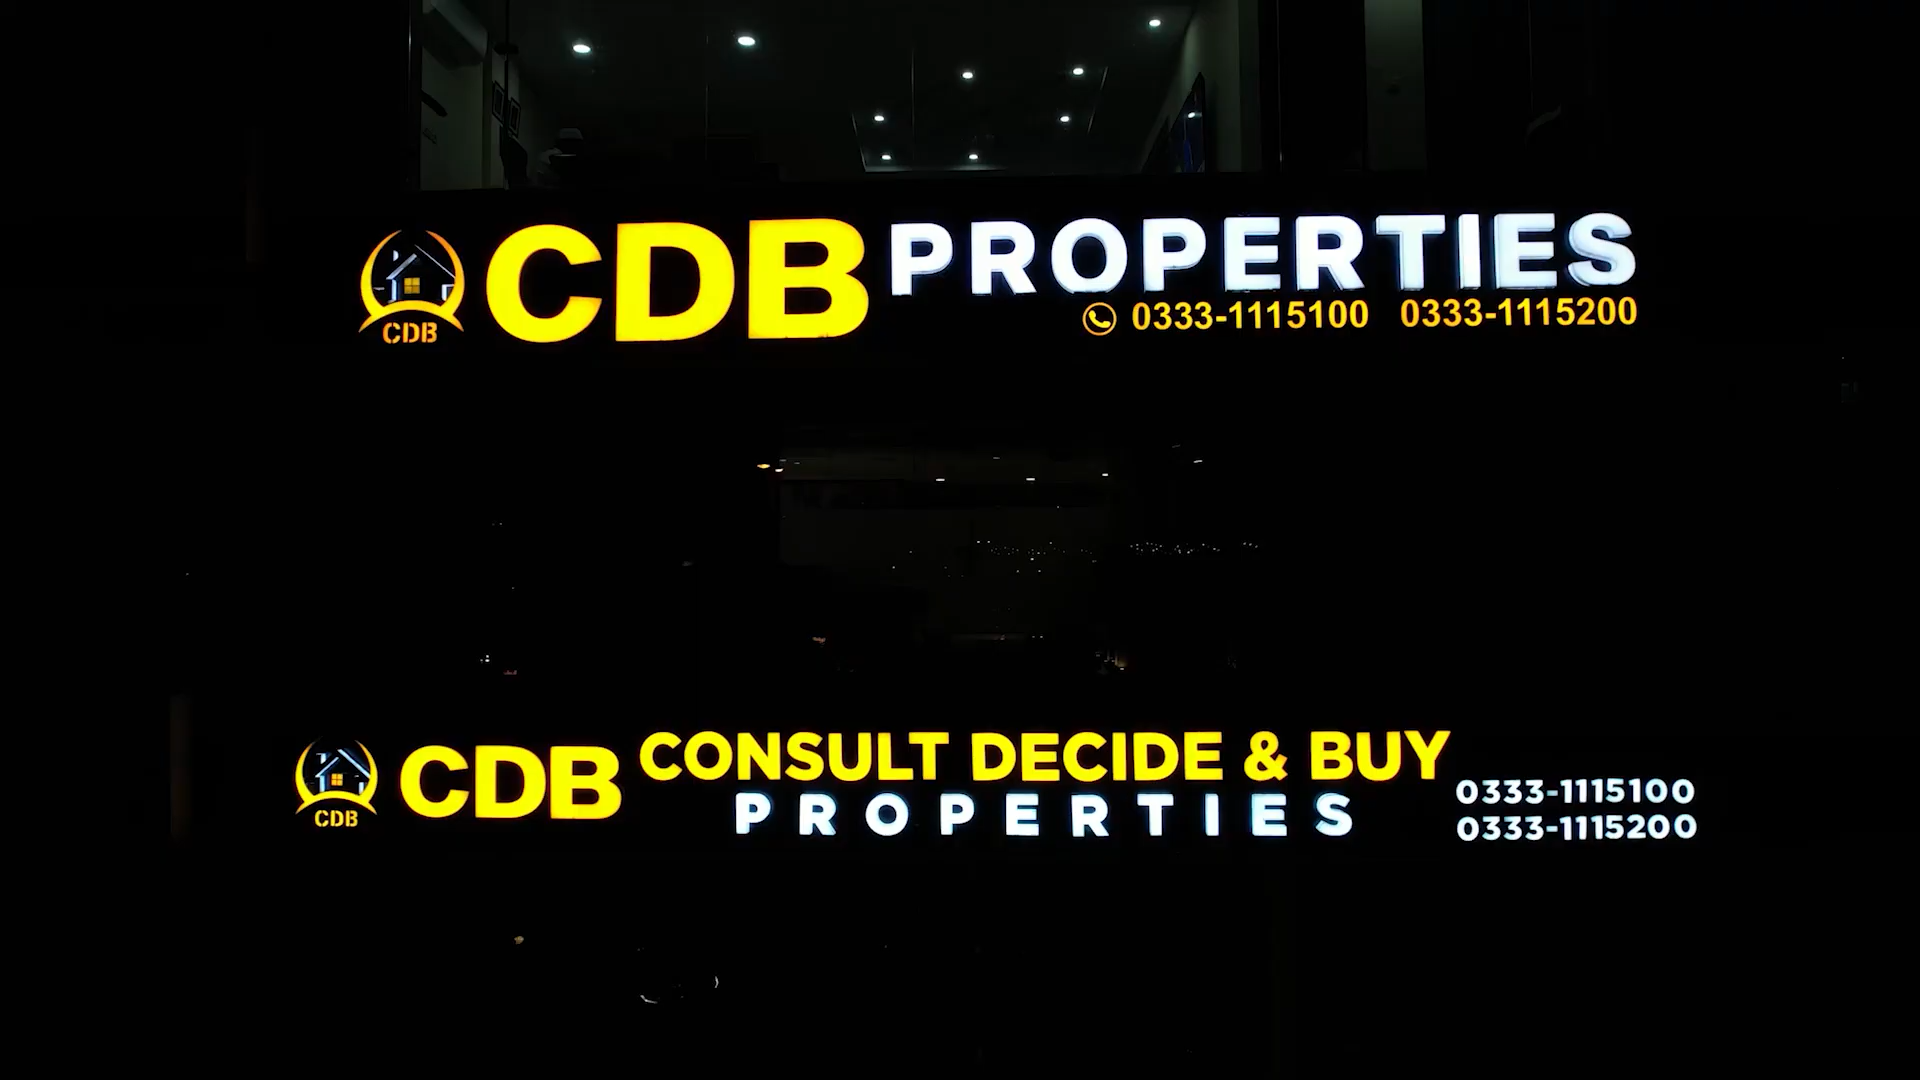 CDB PROPERTIES
CDB
0333-1115100 0333-1115200
CDB CONSULT DECIDE & BUY
PROPERTIES
CDB
0333-1115100
0333-1115200